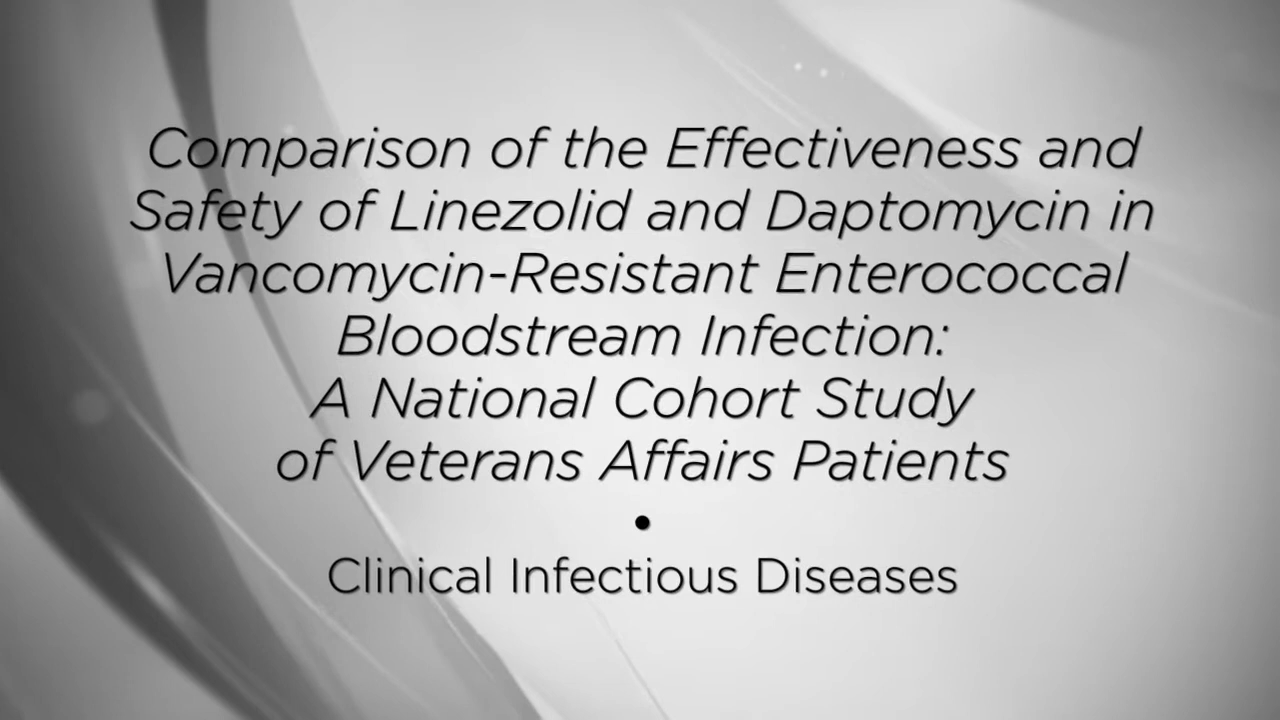 Comparison of the Effectiveness and
Safety of Linezolid and Daptomycin in
Vancomycin-Resistant Enterococcal
Bloodstream Infection:
A National Cohort Study
of Veterans Affairs Patients
•
Clinical Infectious Diseases